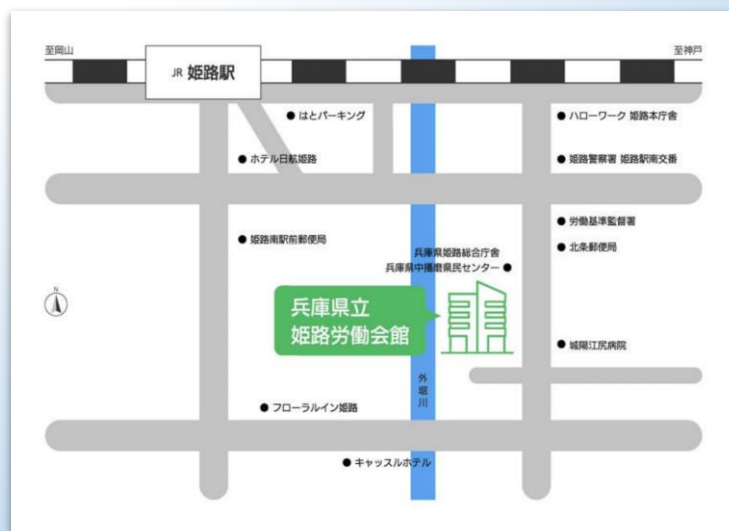 至岡山
至神戸
JR 姫路駅
はとパーキング
ハローワーク 姫路本庁舎
ホテル日航姫路
姫路警察署 姫路駅南交番
労働基準監督署
姫路南駅前郵便局
北条郵便局
兵庫県姫路総合庁舎
兵庫県中播磨県民センター
N
兵庫県立
姫路労働会館
城陽江尻病院
外堀川
フローラルイン姫路
キャッスルホテル